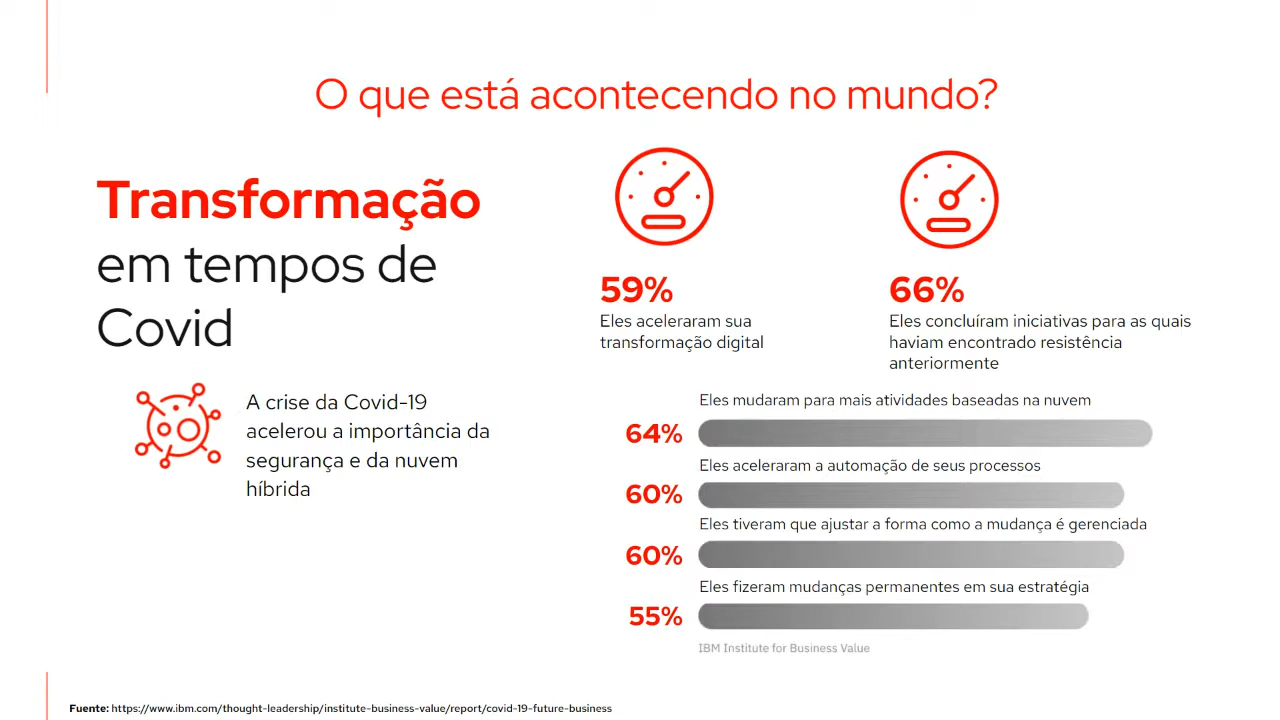 O que está acontecendo no mundo?
Transformação
em tempos de
Covid
A crise da Covid-19
acelerou a importância da
segurança e da nuvem
híbrida
59%
Eles aceleraram sua
transformação digital
66%
Eles concluíram iniciativas para as quais
haviam encontrado resistência
anteriormente
Eles mudaram para mais atividades baseadas na nuvem
64%
Eles aceleraram a automação de seus processos
60%
Eles tiveram que ajustar a forma como a mudança é gerenciada
60%
Eles fizeram mudanças permanentes em sua estratégia
55%
IBM Institute for Business Value
Fuente: https://www.ibm.com/thought-leadership/institute-business-value/report/covid-19-future-business